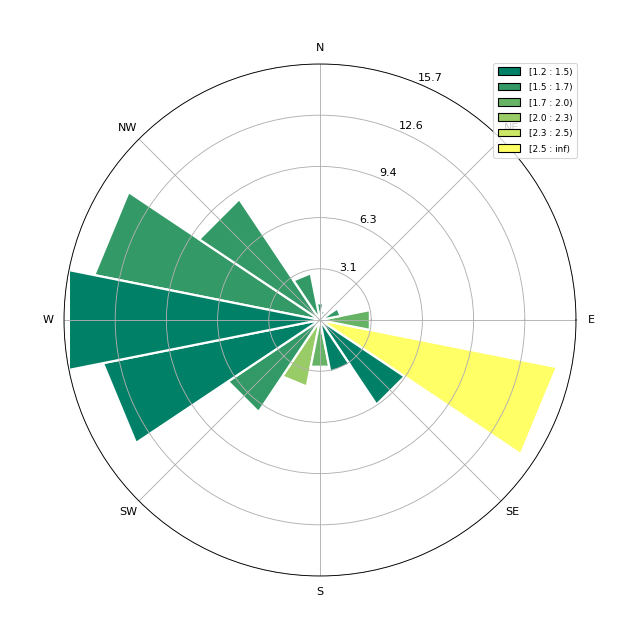 N
15.7
[1.2 : 1.5)
[1.5 : 1.7)
[1.7 : 2.0)
[2.0 : 2.3)
[2.3 : 2.5)
[2.5 : inf)
NW
12.6
NE
9.4
6.3
3.1
W
E
SW
SE
S